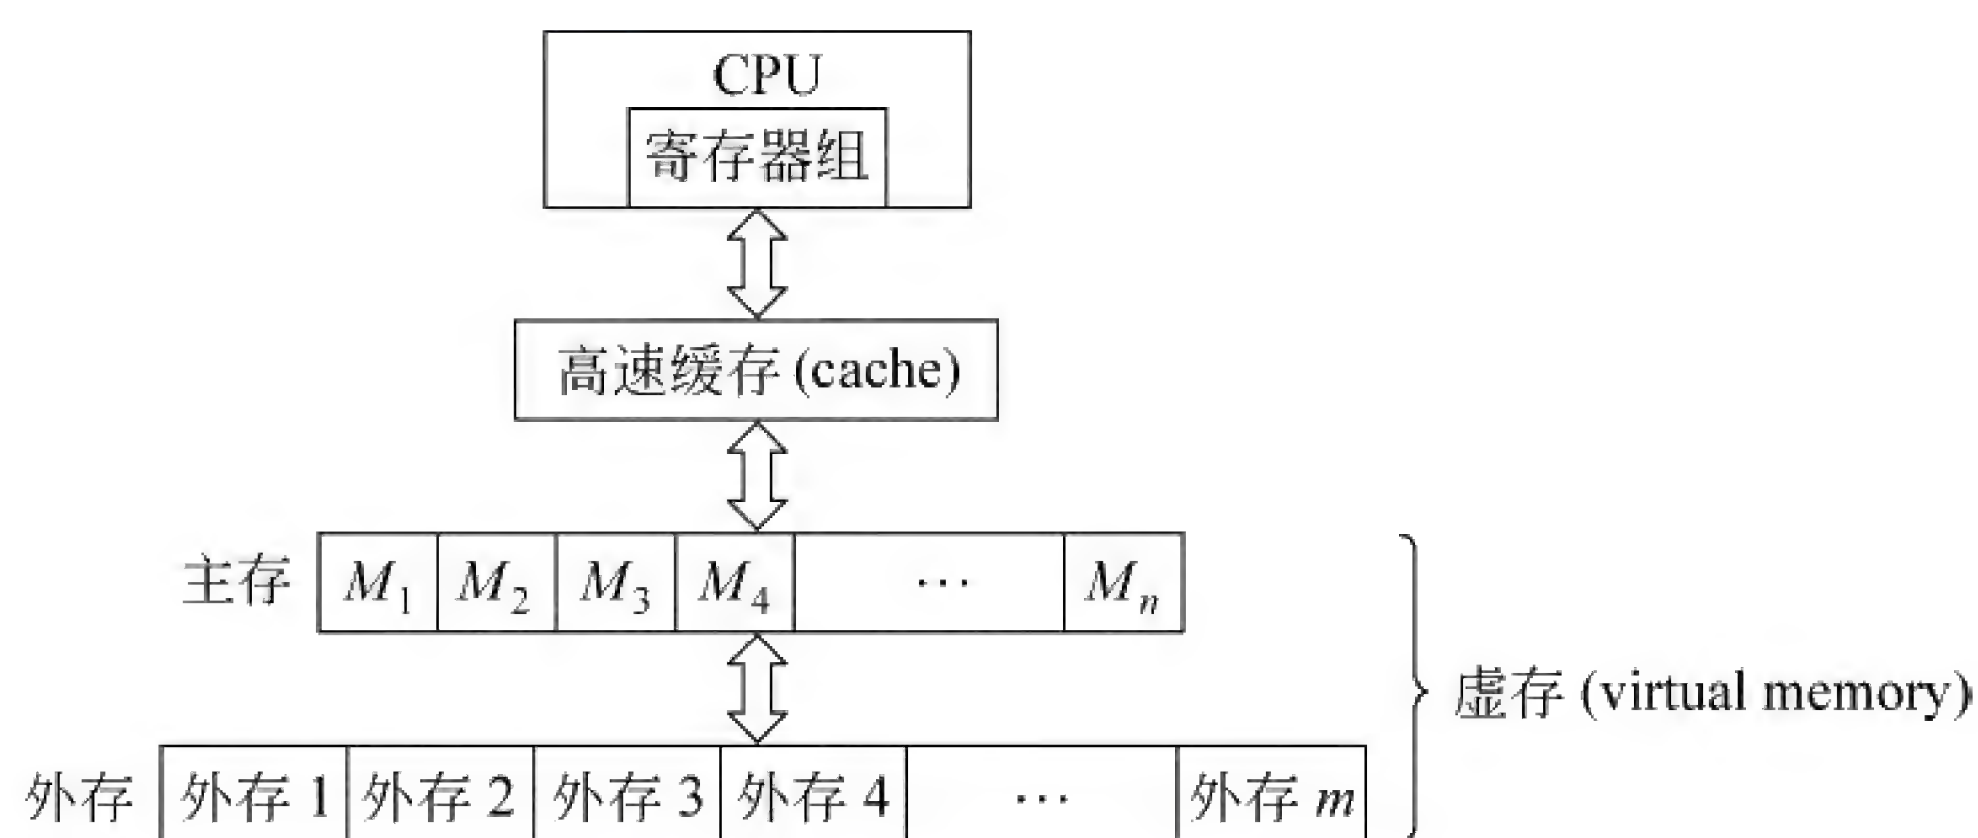 CPU
寄存器组
高速缓存 (cache)
主存 M1 M2 M3 M4 … Mn
虚存 (virtual memory)
外存 外存 1 外存 2 外存 3 外存 4 … 外存 m